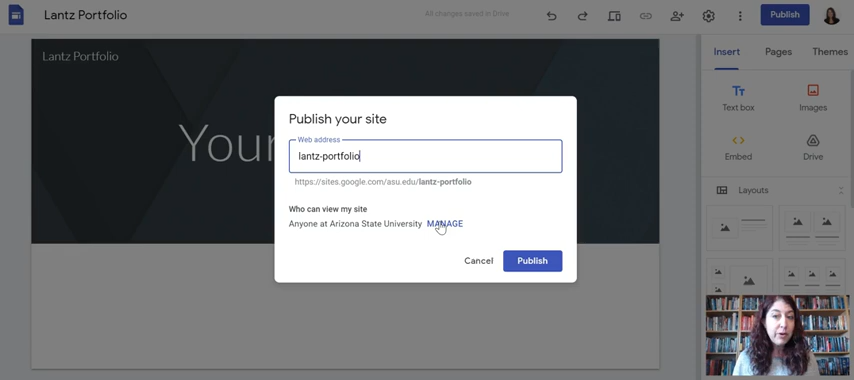 Lantz Portfolio
All changes saved in Drive
Publish
Lantz Portfolio
Your
Insert
Pages
Themes
Text box
Images
Embed
Drive
Layouts
Publish your site
Web address
lantz-portfolio
https://sites.google.com/asu.edu/lantz-portfolio
Who can view my site
Anyone at Arizona State University MANAGE
Cancel
Publish